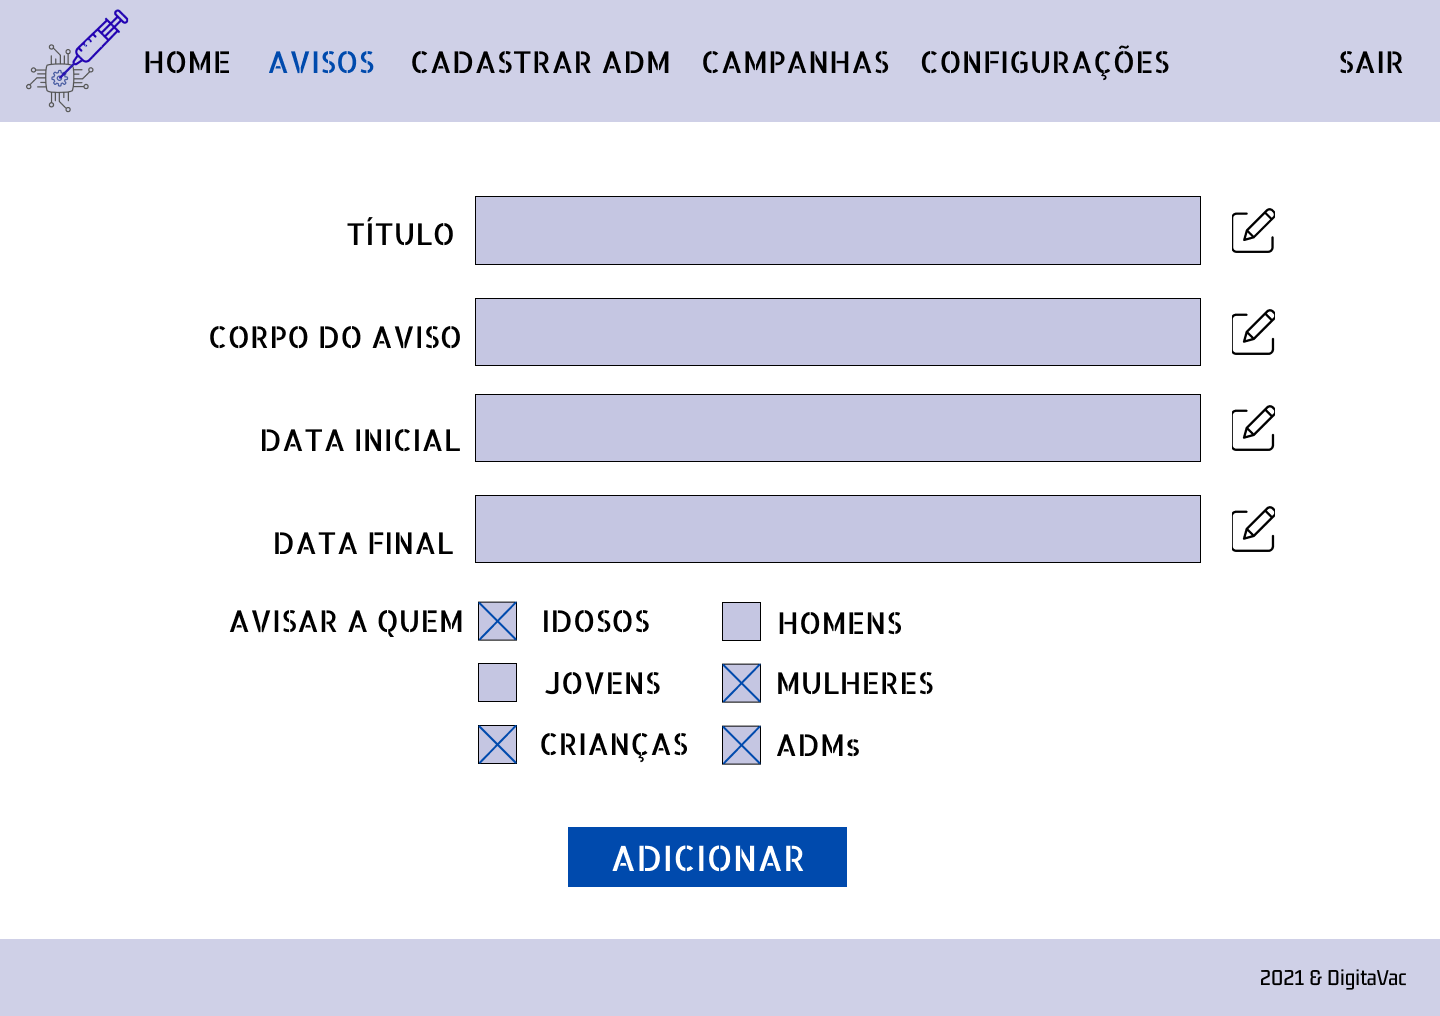 HOME AVISOS CADASTRAR ADM CAMPANHAS CONFIGURAÇÕES SAIR
TÍTULO
CORPO DO AVISO
DATA INICIAL
DATA FINAL
AVISAR A QUEM IDOSOS HOMENS
JOVENS MULHERES
CRIANÇAS ADMs
ADICIONAR
2021 & DigitaVac